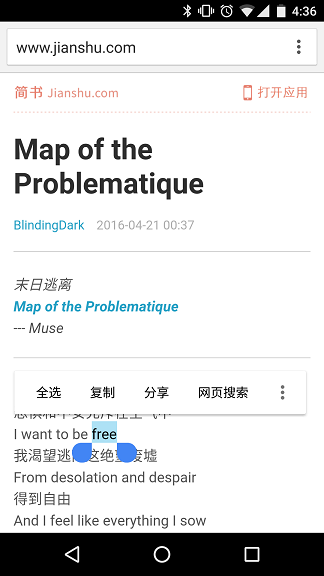 4:36
www.jianshu.com
简书 Jianshu.com
打开应用
Map of the
Problematique
BlindingDark 2016-04-21 00:37
末日逃离
Map of the Problematique
--- Muse
全选 复制 分享 网页搜索
I want to be free
我渴望逃 这绝望废墟
From desolation and despair
得到自由
And I feel like everything I sow